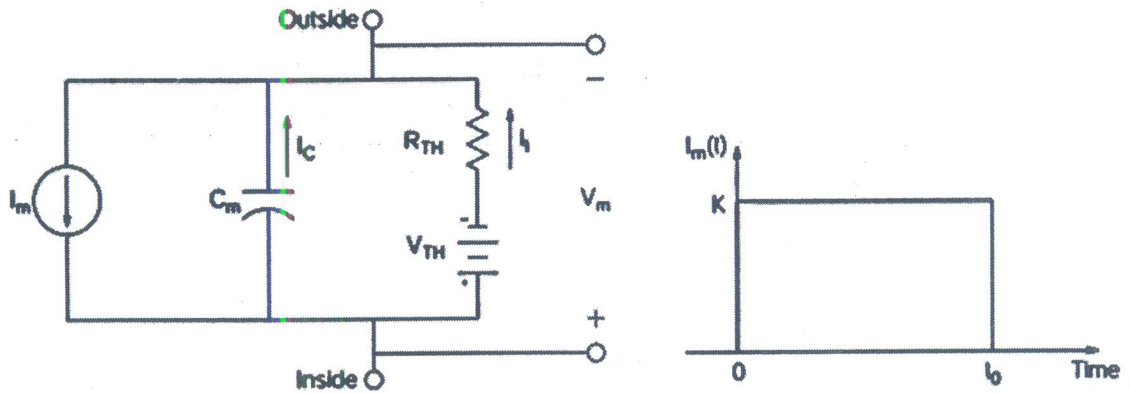 Outside
−
I_m
C_m
I_C
R_TH
I_i
V_m
V_TH
-
+
Inside
I_m(t)
K
0
t_0
Time